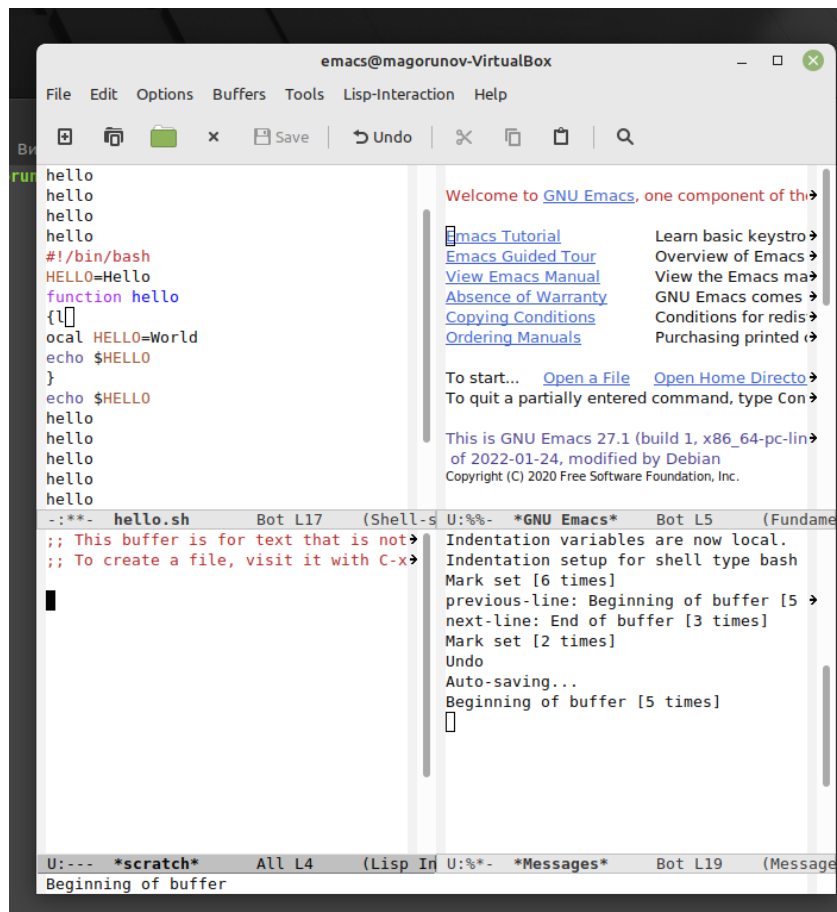 emacs@magorunov-VirtualBox
File Edit Options Buffers Tools Lisp-Interaction Help
Save Undo
Ви
run
hello
hello
hello
hello
#!/bin/bash
HELLO=Hello
function hello
{l
ocal HELLO=World
echo $HELLO
}
echo $HELLO
hello
hello
hello
hello
hello
-:**- hello.sh Bot L17 (Shell-s
Welcome to GNU Emacs, one component of the
Emacs Tutorial Learn basic keystro
Emacs Guided Tour Overview of Emacs
View Emacs Manual View the Emacs ma
Absence of Warranty GNU Emacs comes
Copying Conditions Conditions for redis
Ordering Manuals Purchasing printed
To start... Open a File Open Home Directo
To quit a partially entered command, type Con
This is GNU Emacs 27.1 (build 1, x86_64-pc-lin
of 2022-01-24, modified by Debian
Copyright (C) 2020 Free Software Foundation, Inc.
U:%%- *GNU Emacs* Bot L5 (Fundame
;; This buffer is for text that is not
;; To create a file, visit it with C-x
U:--- *scratch* All L4 (Lisp In
Indentation variables are now local.
Indentation setup for shell type bash
Mark set [6 times]
previous-line: Beginning of buffer [5
next-line: End of buffer [3 times]
Mark set [2 times]
Undo
Auto-saving...
Beginning of buffer [5 times]
U:%*- *Messages* Bot L19 (Message
Beginning of buffer